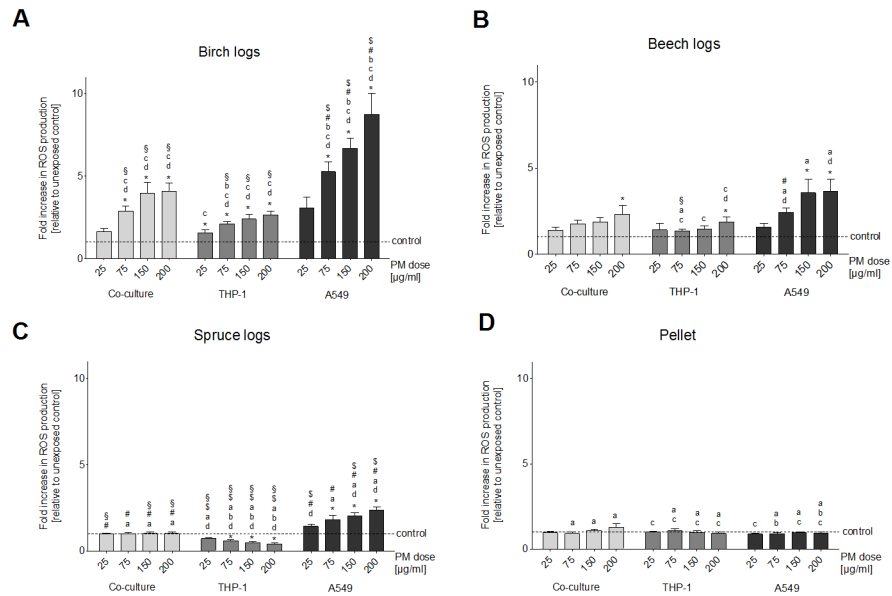 A
Birch logs
Fold increase in ROS production
[relative to unexposed control]
10
5
0
§ c d *
§ c d *
§ c d *
c *
§ b c d *
§ c d *
§ c d *
$ # b c d *
$ # b c d *
$ # b c d *
control
25 75 150 200 25 75 150 200 25 75 150 200
PM dose
[µg/ml]
Co-culture THP-1 A549
B
Beech logs
Fold increase in ROS production
[relative to unexposed control]
10
5
0
*
§ a c
c
c d *
# a d
a *
a d *
control
25 75 150 200 25 75 150 200 25 75 150 200
PM dose
[µg/ml]
Co-culture THP-1 A549
C
Spruce logs
Fold increase in ROS production
[relative to unexposed control]
10
5
0
§ #
# a
§ # a
§ # a
§ $ a d
§ $ a b d *
§ $ a b d *
§ $ a b d *
$ # d
# a *
$ # a d *
$ # a d *
control
25 75 150 200 25 75 150 200 25 75 150 200
PM dose
[µg/ml]
Co-culture THP-1 A549
D
Pellet
Fold increase in ROS production
[relative to unexposed control]
10
5
0
a
a
a
c
a c
a c
a c
c
a b
c
a b c
control
25 75 150 200 25 75 150 200 25 75 150 200
PM dose
[µg/ml]
Co-culture THP-1 A549